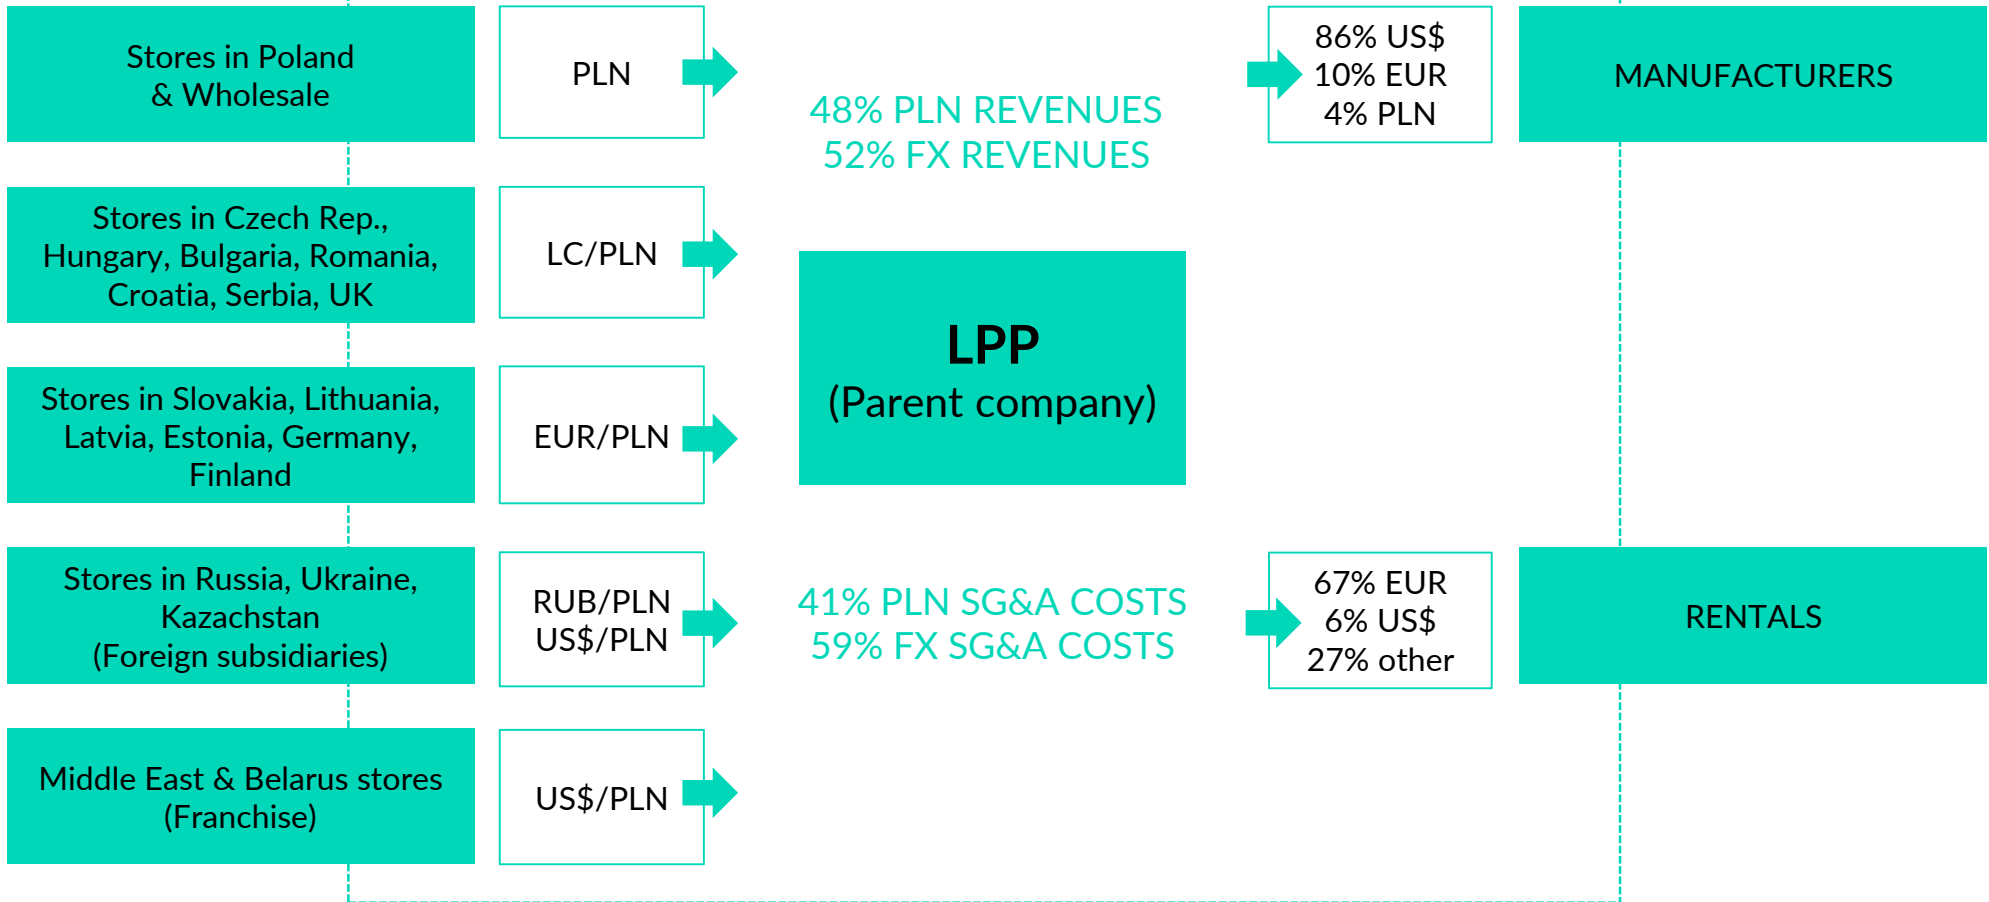 Stores in Poland
& Wholesale
PLN
48% PLN REVENUES
52% FX REVENUES
86% US$
10% EUR
4% PLN
MANUFACTURERS
Stores in Czech Rep.,
Hungary, Bulgaria, Romania,
Croatia, Serbia, UK
LC/PLN
LPP
(Parent company)
Stores in Slovakia, Lithuania,
Latvia, Estonia, Germany,
Finland
EUR/PLN
Stores in Russia, Ukraine,
Kazachstan
(Foreign subsidiaries)
RUB/PLN
US$/PLN
41% PLN SG&A COSTS
59% FX SG&A COSTS
67% EUR
6% US$
27% other
RENTALS
Middle East & Belarus stores
(Franchise)
US$/PLN